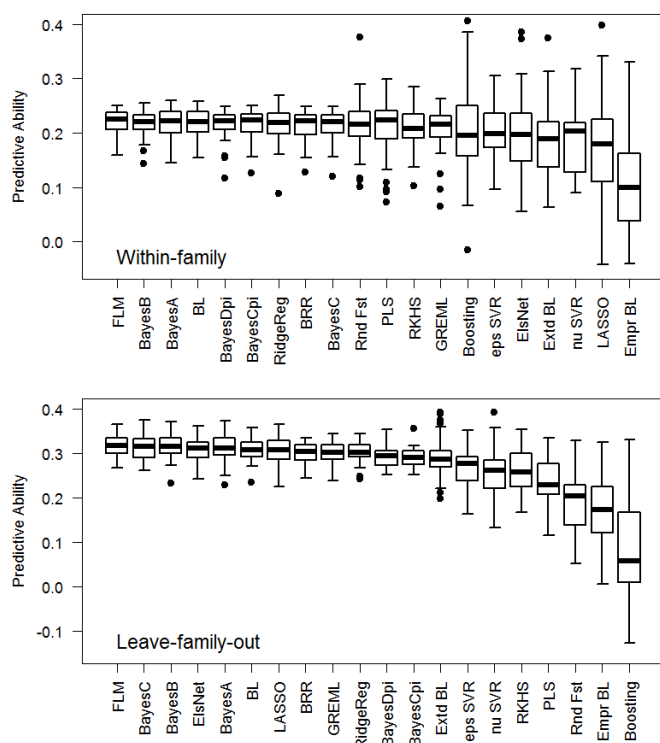 0.4
0.3
0.2
0.1
0.0
Predictive Ability
Within-family
FLM
BayesB
BayesA
BL
BayesDpi
BayesCpi
RidgeReg
BRR
BayesC
Rnd Fst
PLS
RKHS
GREML
Boosting
eps SVR
ElsNet
Extd BL
nu SVR
LASSO
Empr BL
0.4
0.3
0.2
0.1
0.0
-0.1
Predictive Ability
Leave-family-out
FLM
BayesC
BayesB
ElsNet
BayesA
BL
LASSO
BRR
GREML
RidgeReg
BayesDpi
BayesCpi
Extd BL
eps SVR
nu SVR
RKHS
PLS
Rnd Fst
Empr BL
Boosting